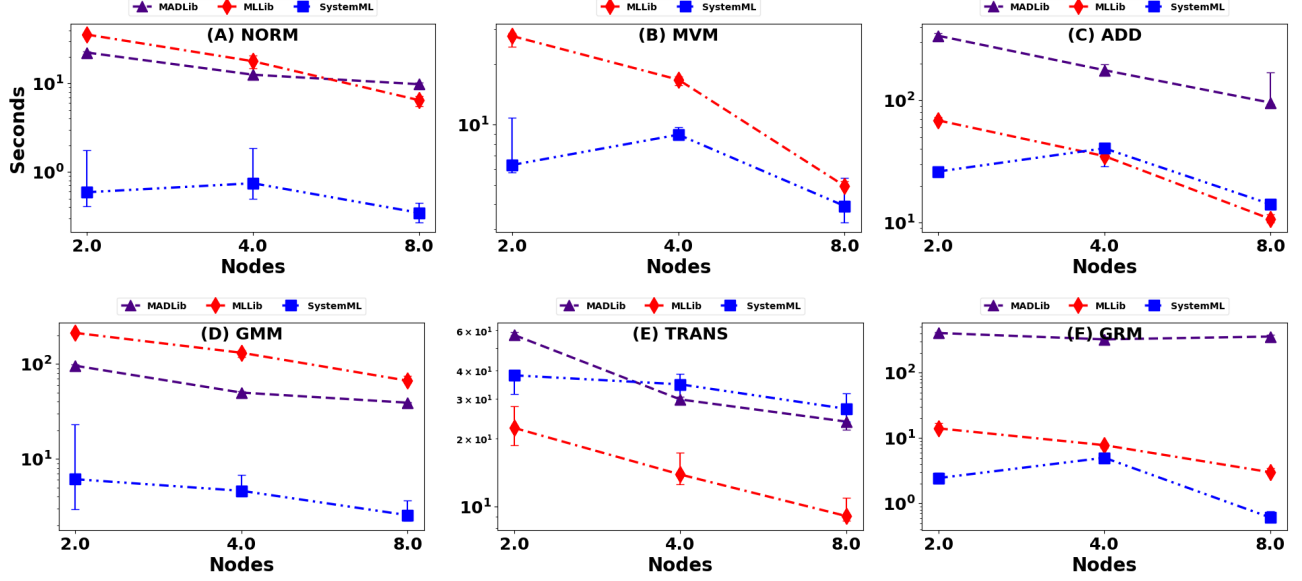 MADLib MLLib SystemML
(A) NORM
Seconds
10¹
10⁰
2.0 4.0 8.0
Nodes
MLLib SystemML
(B) MVM
10¹
2.0 4.0 8.0
Nodes
MADLib MLLib SystemML
(C) ADD
10²
10¹
2.0 4.0 8.0
Nodes
MADLib MLLib SystemML
(D) GMM
10²
10¹
2.0 4.0 8.0
Nodes
MADLib MLLib SystemML
(E) TRANS
6 × 10¹
4 × 10¹
3 × 10¹
2 × 10¹
10¹
2.0 4.0 8.0
Nodes
MADLib MLLib SystemML
(F) GRM
10²
10¹
10⁰
2.0 4.0 8.0
Nodes